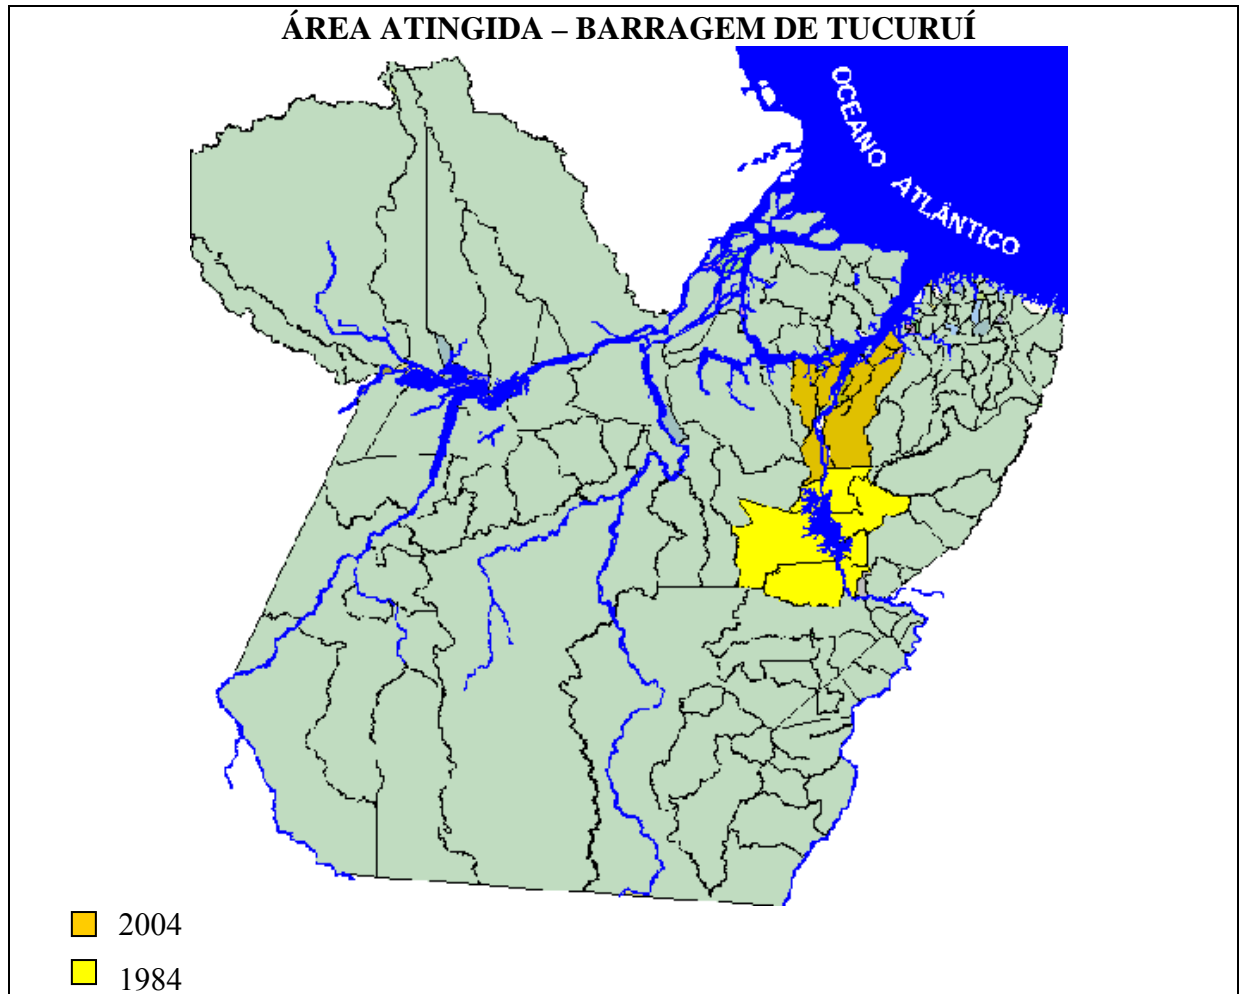 ÁREA ATINGIDA – BARRAGEM DE TUCURUÍ
OCEANO ATLÂNTICO
2004
1984